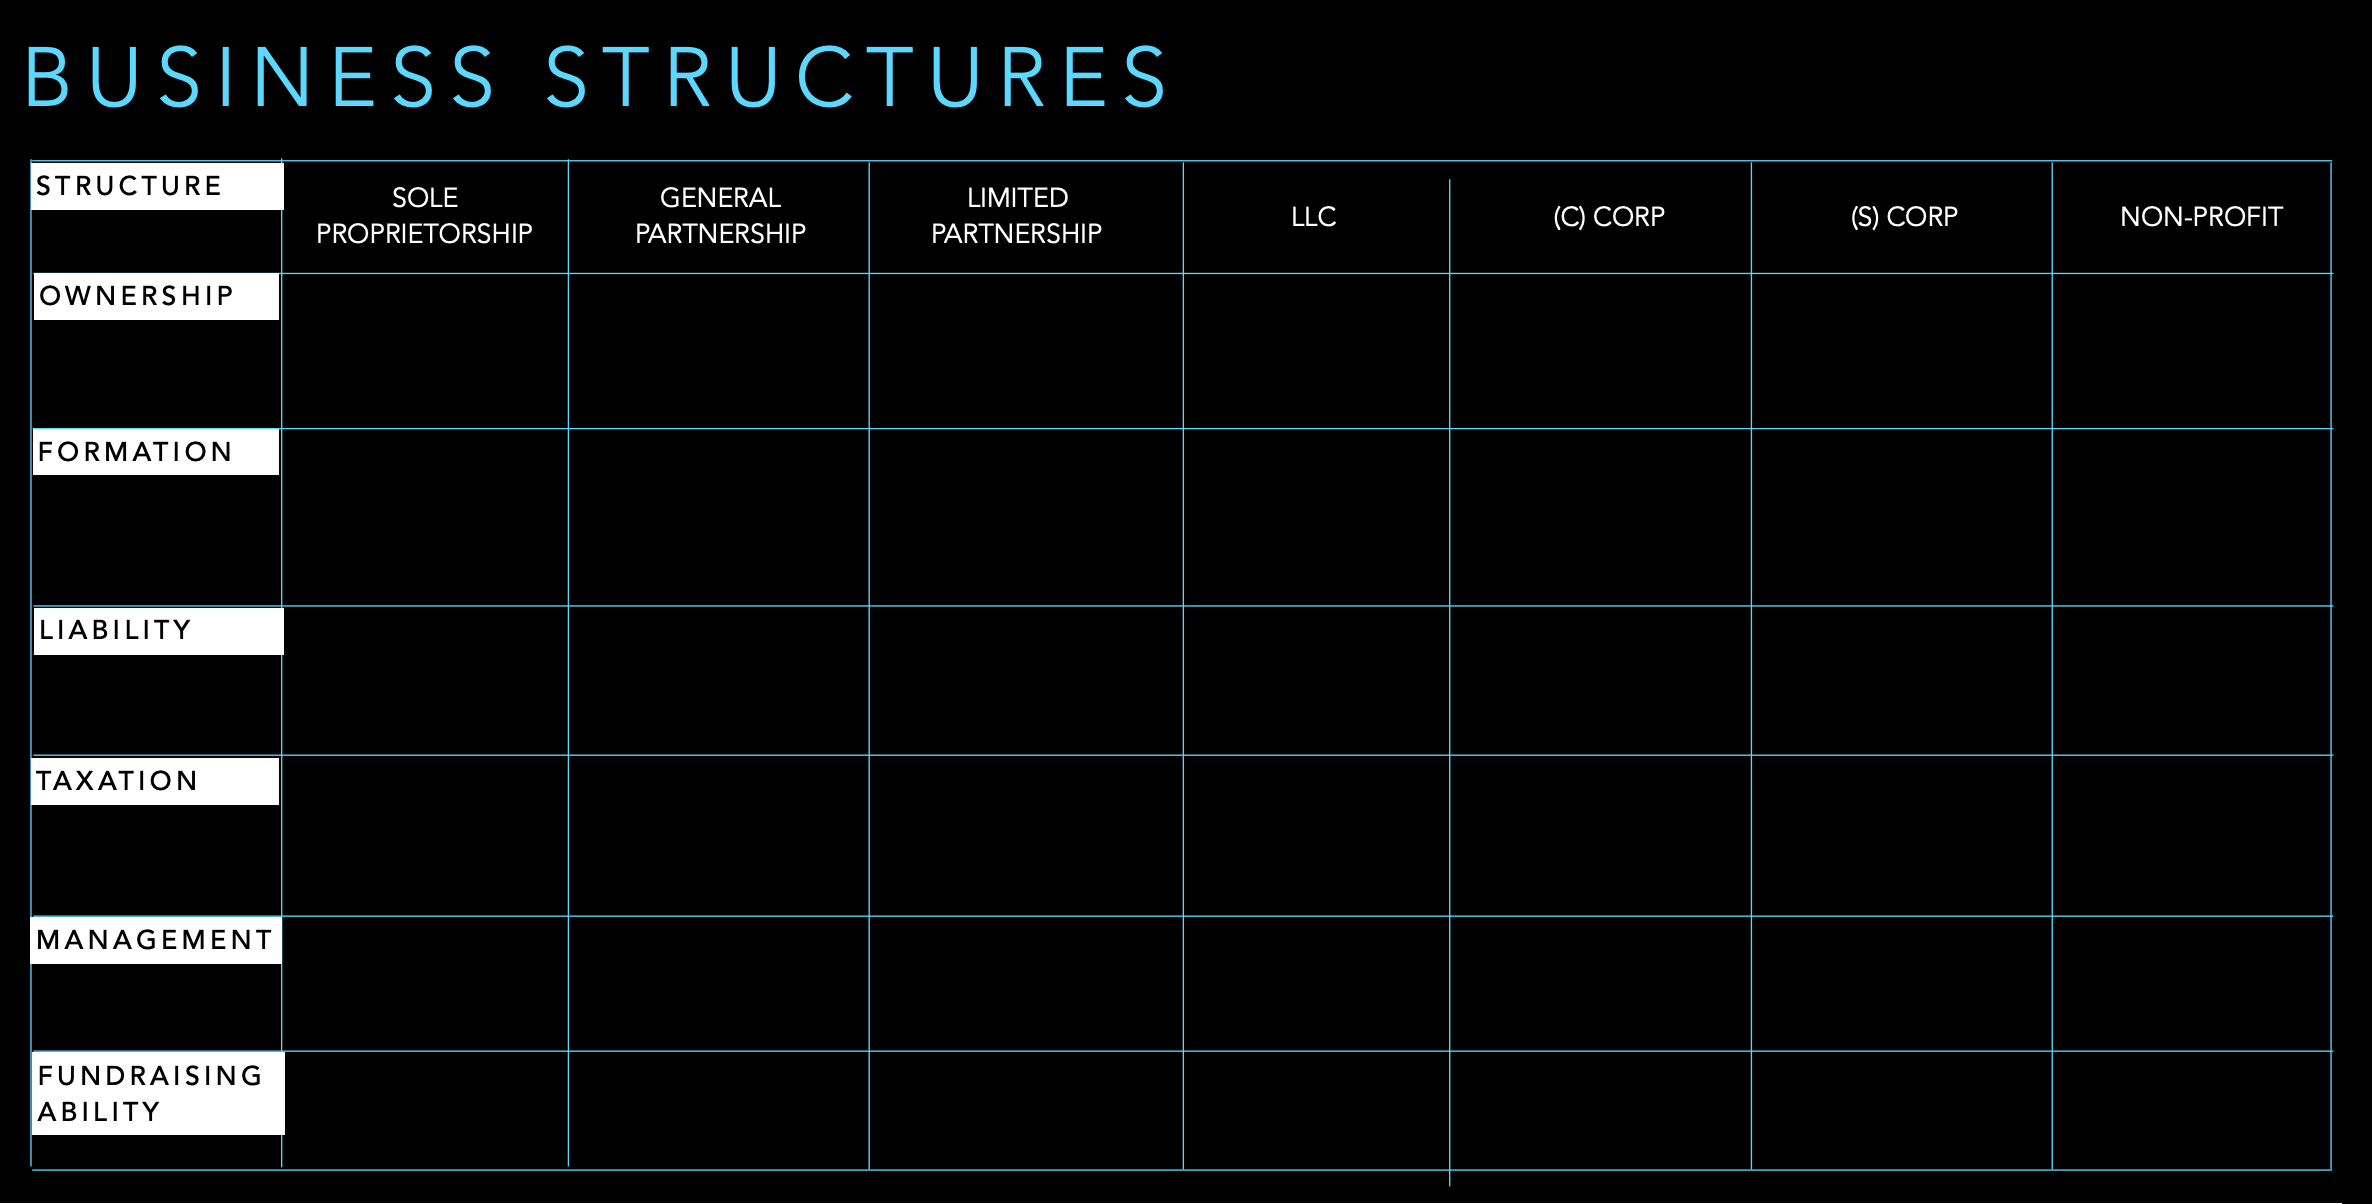 BUSINESS STRUCTURES
STRUCTURE
SOLE
PROPRIETORSHIP
GENERAL
PARTNERSHIP
LIMITED
PARTNERSHIP
LLC
(C) CORP
(S) CORP
NON-PROFIT
OWNERSHIP
FORMATION
LIABILITY
TAXATION
MANAGEMENT
FUNDRAISING
ABILITY